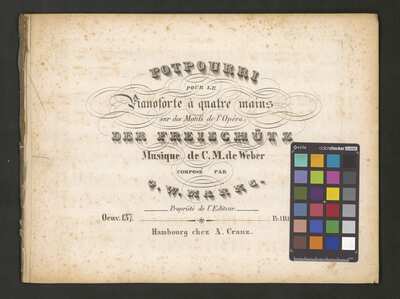 POTPOURRI
POUR LE
Pianoforte à quatre mains
sur des Motifs de l'Opéra:
DER FREISCHÜTZ
Musique de C. M. de Weber
COMPOSÉ PAR
G. W. MARKS.
Propriété de l'Editeur
Oeuv. 137.
Hambourg chez A. Cranz.